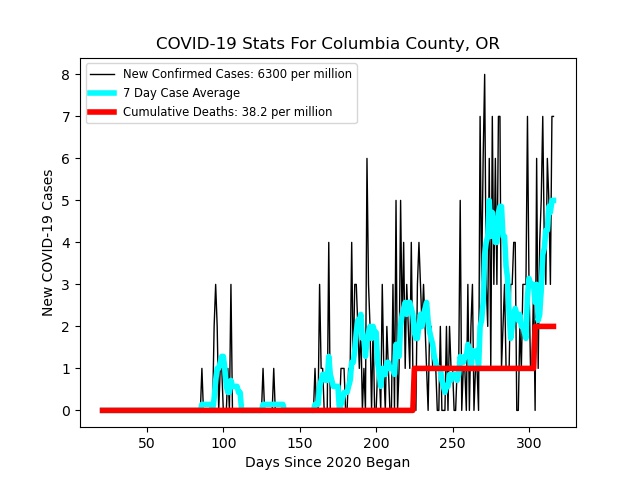 COVID-19 Stats For Columbia County, OR
New Confirmed Cases: 6300 per million
7 Day Case Average
Cumulative Deaths: 38.2 per million
New COVID-19 Cases
8
7
6
5
4
3
2
1
0
50 100 150 200 250 300
Days Since 2020 Began